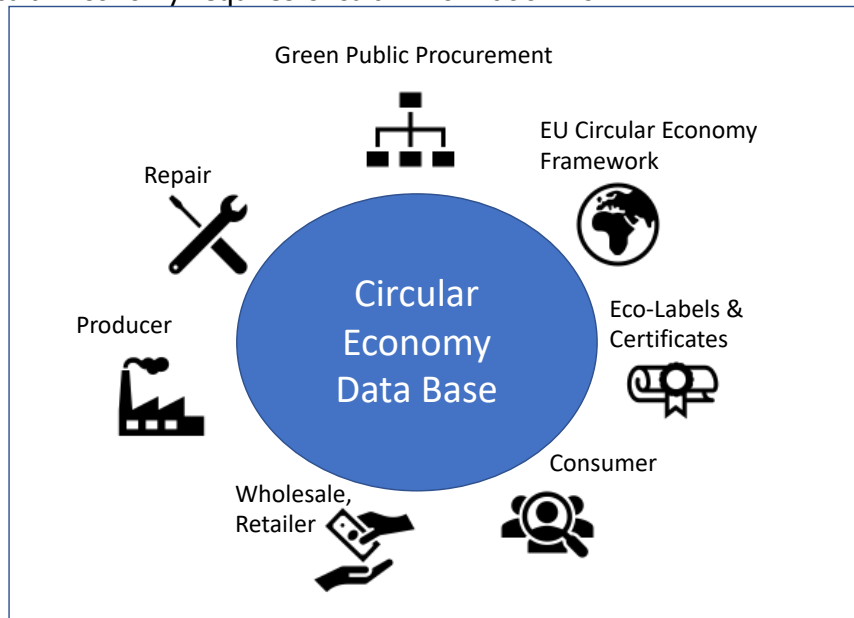 Green Public Procurement
EU Circular Economy
Framework
Repair
Circular
Economy
Data Base
Eco-Labels &
Certificates
Producer
Consumer
Wholesale,
Retailer